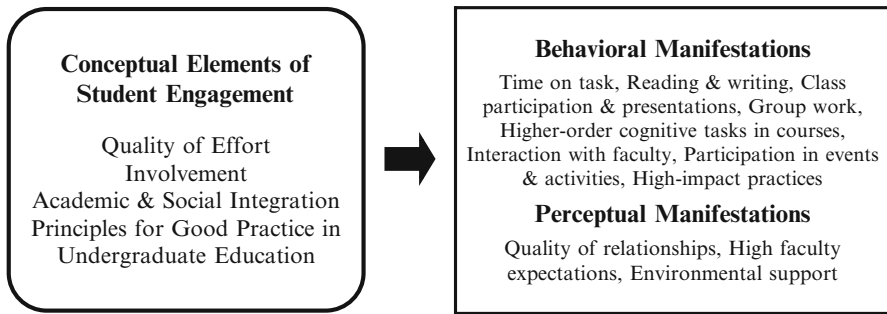 Conceptual Elements of
Student Engagement
Quality of Effort
Involvement
Academic & Social Integration
Principles for Good Practice in
Undergraduate Education
Behavioral Manifestations
Time on task, Reading & writing, Class
participation & presentations, Group work,
Higher-order cognitive tasks in courses,
Interaction with faculty, Participation in events
& activities, High-impact practices
Perceptual Manifestations
Quality of relationships, High faculty
expectations, Environmental support